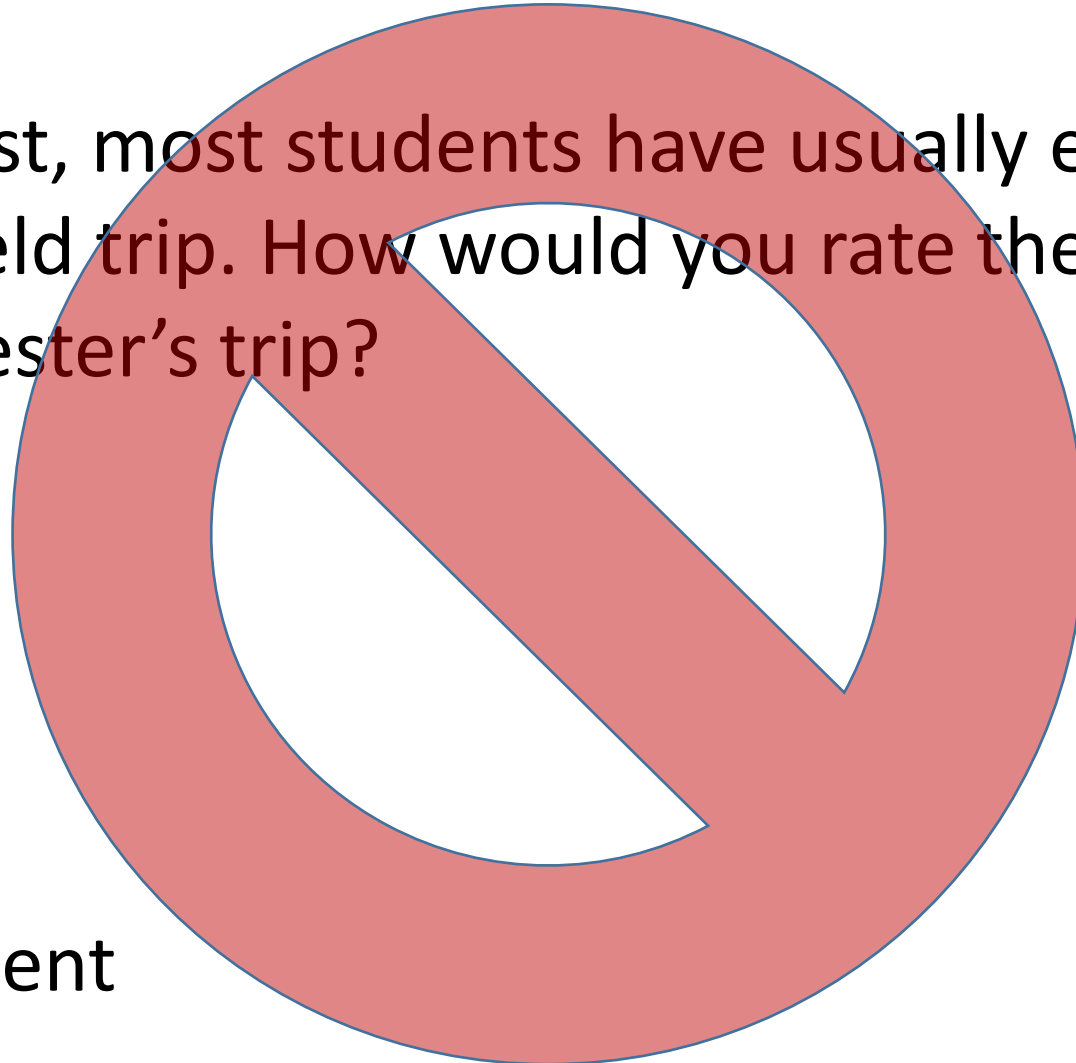 st, most students have usually e
eld trip. How would you rate the
ester's trip?
ent